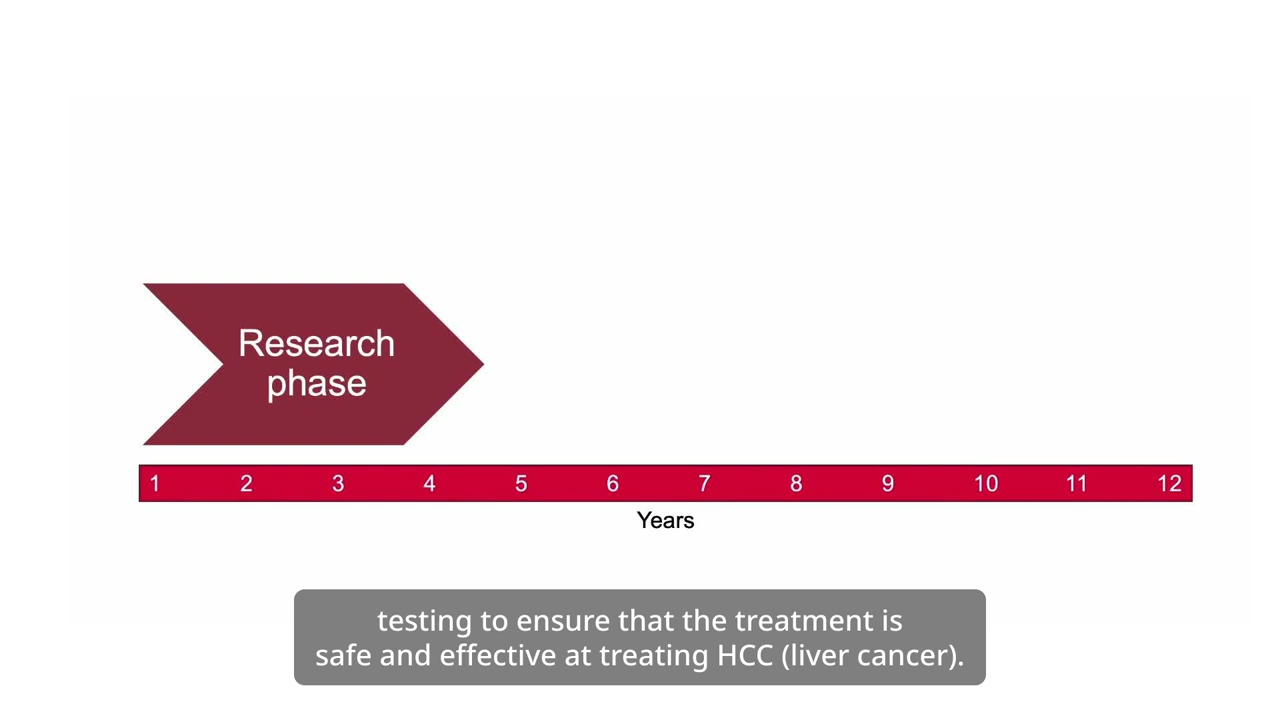 Research
phase
1 2 3 4 5 6 7 8 9 10 11 12
Years
testing to ensure that the treatment is
safe and effective at treating HCC (liver cancer).